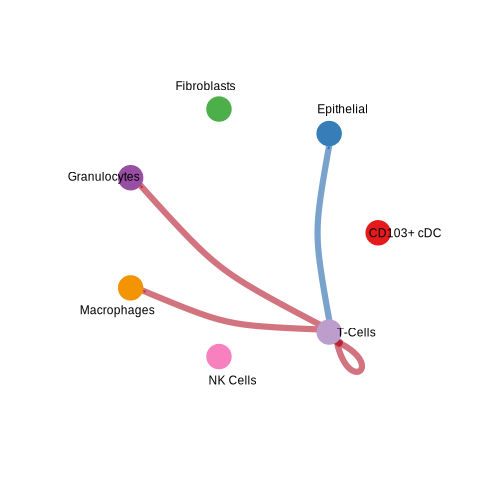 Fibroblasts
Epithelial
Granulocytes
CD103+ cDC
Macrophages
T-Cells
NK Cells